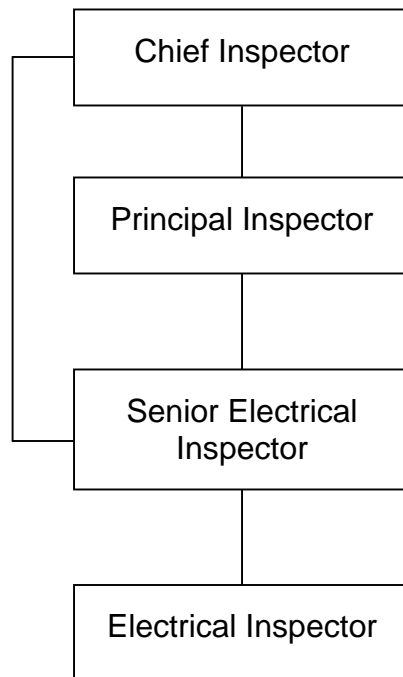 Chief Inspector
Principal Inspector
Senior Electrical
Inspector
Electrical Inspector